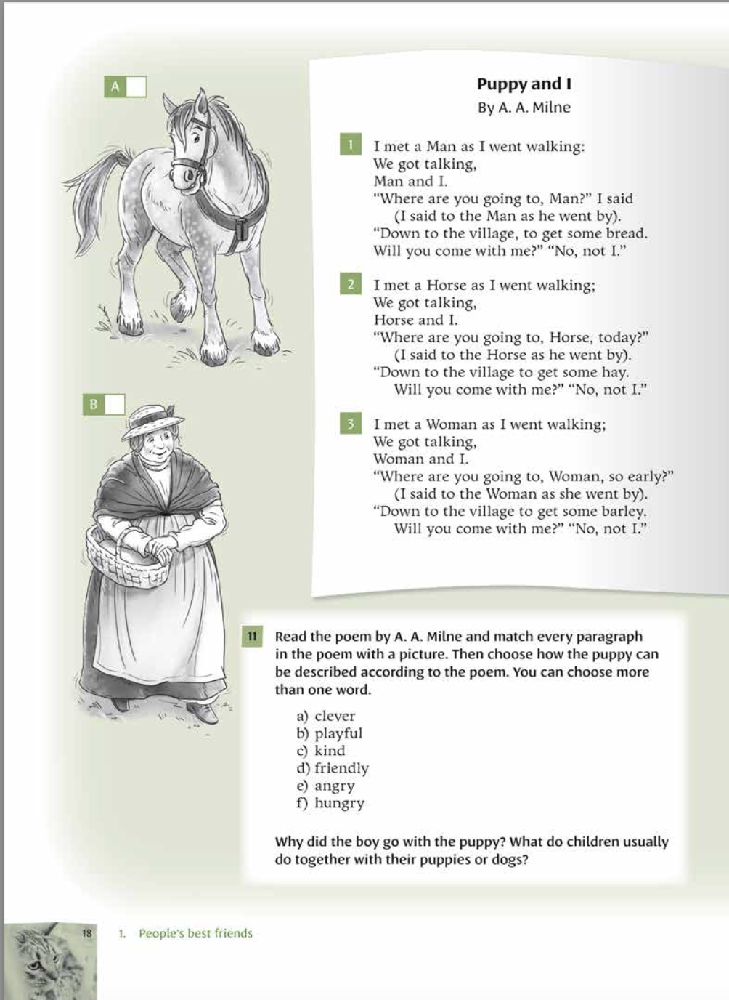 A
Puppy and I
By A. A. Milne
1
I met a Man as I went walking:
We got talking,
Man and I.
“Where are you going to, Man?” I said
(I said to the Man as he went by).
“Down to the village, to get some bread.
Will you come with me?” “No, not I.”
2
I met a Horse as I went walking;
We got talking,
Horse and I.
“Where are you going to, Horse, today?”
(I said to the Horse as he went by).
“Down to the village to get some hay.
Will you come with me?” “No, not I.”
B
3
I met a Woman as I went walking;
We got talking,
Woman and I.
“Where are you going to, Woman, so early?”
(I said to the Woman as she went by).
“Down to the village to get some barley.
Will you come with me?” “No, not I.”
11
Read the poem by A. A. Milne and match every paragraph
in the poem with a picture. Then choose how the puppy can
be described according to the poem. You can choose more
than one word.
a) clever
b) playful
c) kind
d) friendly
e) angry
f) hungry
Why did the boy go with the puppy? What do children usually
do together with their puppies or dogs?
18
1. People's best friends